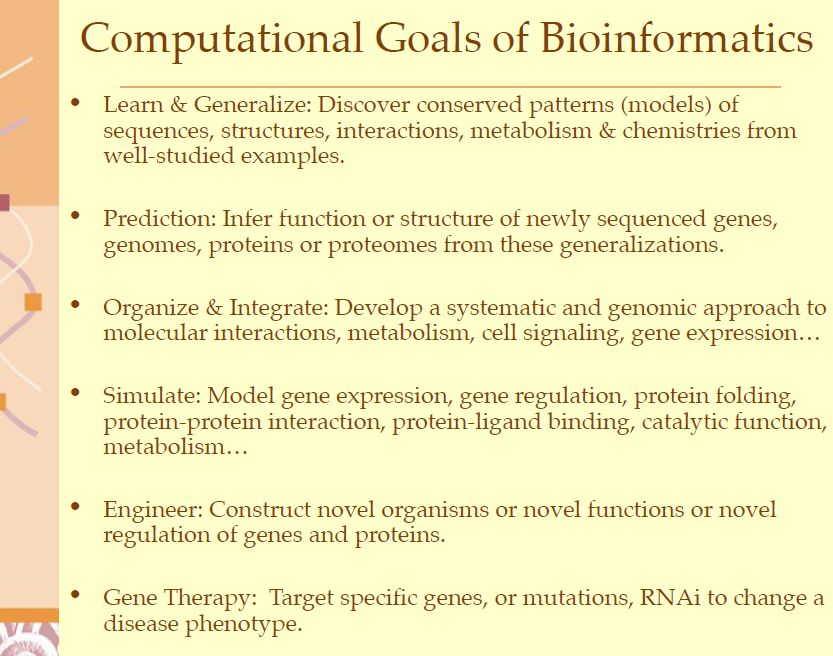 Computational Goals of Bioinformatics
• Learn & Generalize: Discover conserved patterns (models) of
sequences, structures, interactions, metabolism & chemistries from
well-studied examples.
• Prediction: Infer function or structure of newly sequenced genes,
genomes, proteins or proteomes from these generalizations.
• Organize & Integrate: Develop a systematic and genomic approach to
molecular interactions, metabolism, cell signaling, gene expression…
• Simulate: Model gene expression, gene regulation, protein folding,
protein-protein interaction, protein-ligand binding, catalytic function,
metabolism…
• Engineer: Construct novel organisms or novel functions or novel
regulation of genes and proteins.
• Gene Therapy:  Target specific genes, or mutations, RNAi to change a
disease phenotype.